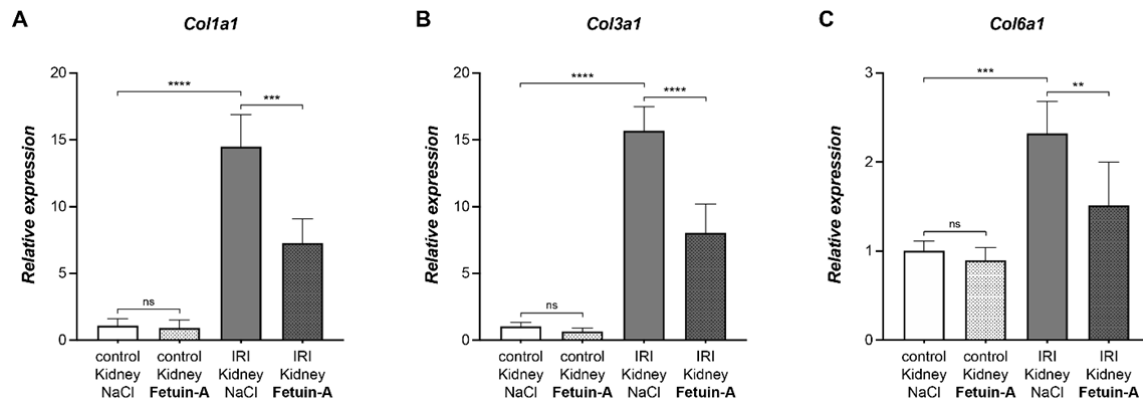 A
Col1a1
Relative expression
20
15
10
5
0
****
***
ns
control Kidney NaCl
control Kidney Fetuin-A
IRI Kidney NaCl
IRI Kidney Fetuin-A
B
Col3a1
Relative expression
20
15
10
5
0
****
****
ns
control Kidney NaCl
control Kidney Fetuin-A
IRI Kidney NaCl
IRI Kidney Fetuin-A
C
Col6a1
Relative expression
3
2
1
0
***
**
ns
control Kidney NaCl
control Kidney Fetuin-A
IRI Kidney NaCl
IRI Kidney Fetuin-A